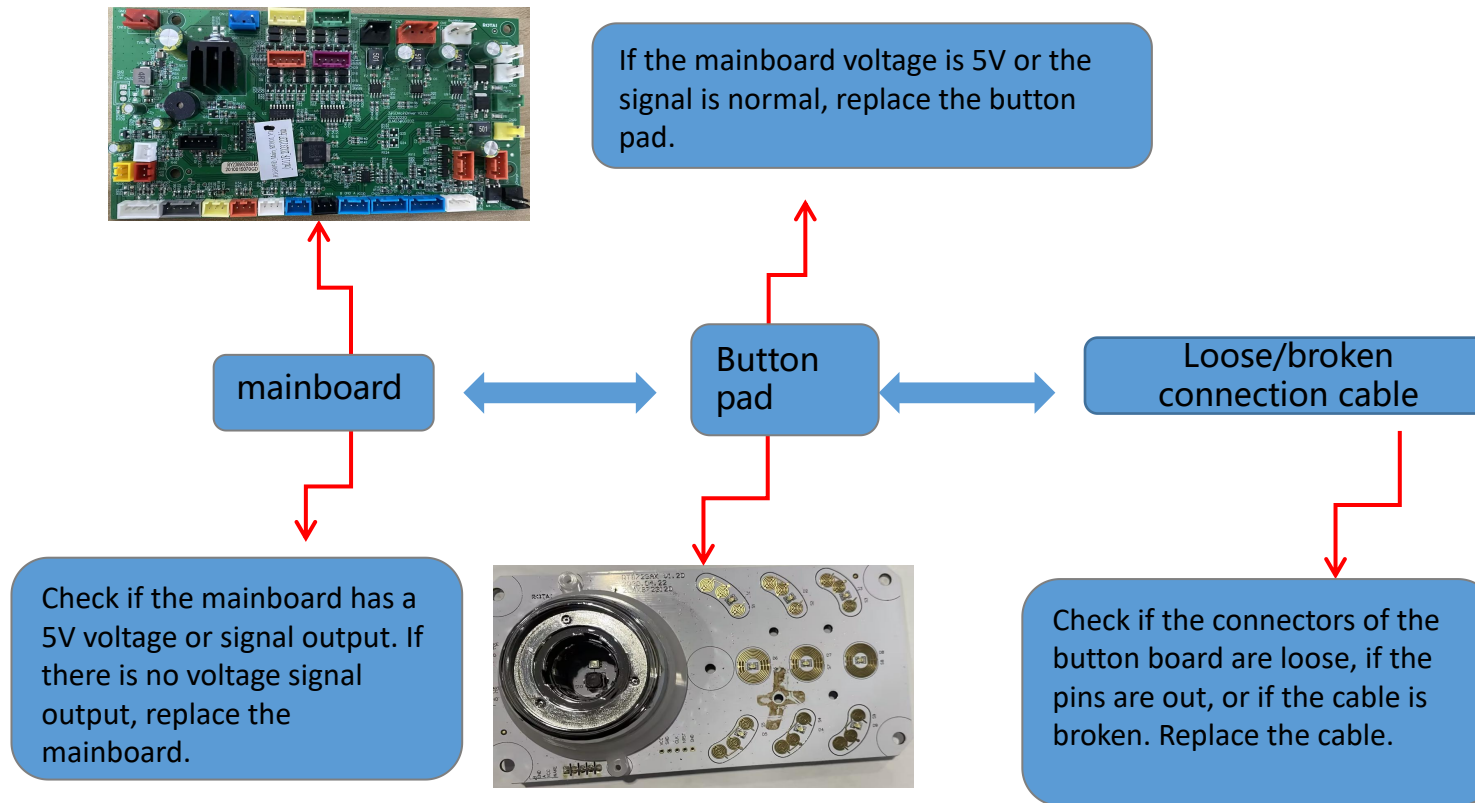 ROTAI
If the mainboard voltage is 5V or the
signal is normal, replace the button
pad.
mainboard
Button
pad
Loose/broken
connection cable
Check if the mainboard has a
5V voltage or signal output. If
there is no voltage signal
output, replace the
mainboard.
ROTAI
Check if the connectors of the
button board are loose, if the
pins are out, or if the cable is
broken. Replace the cable.